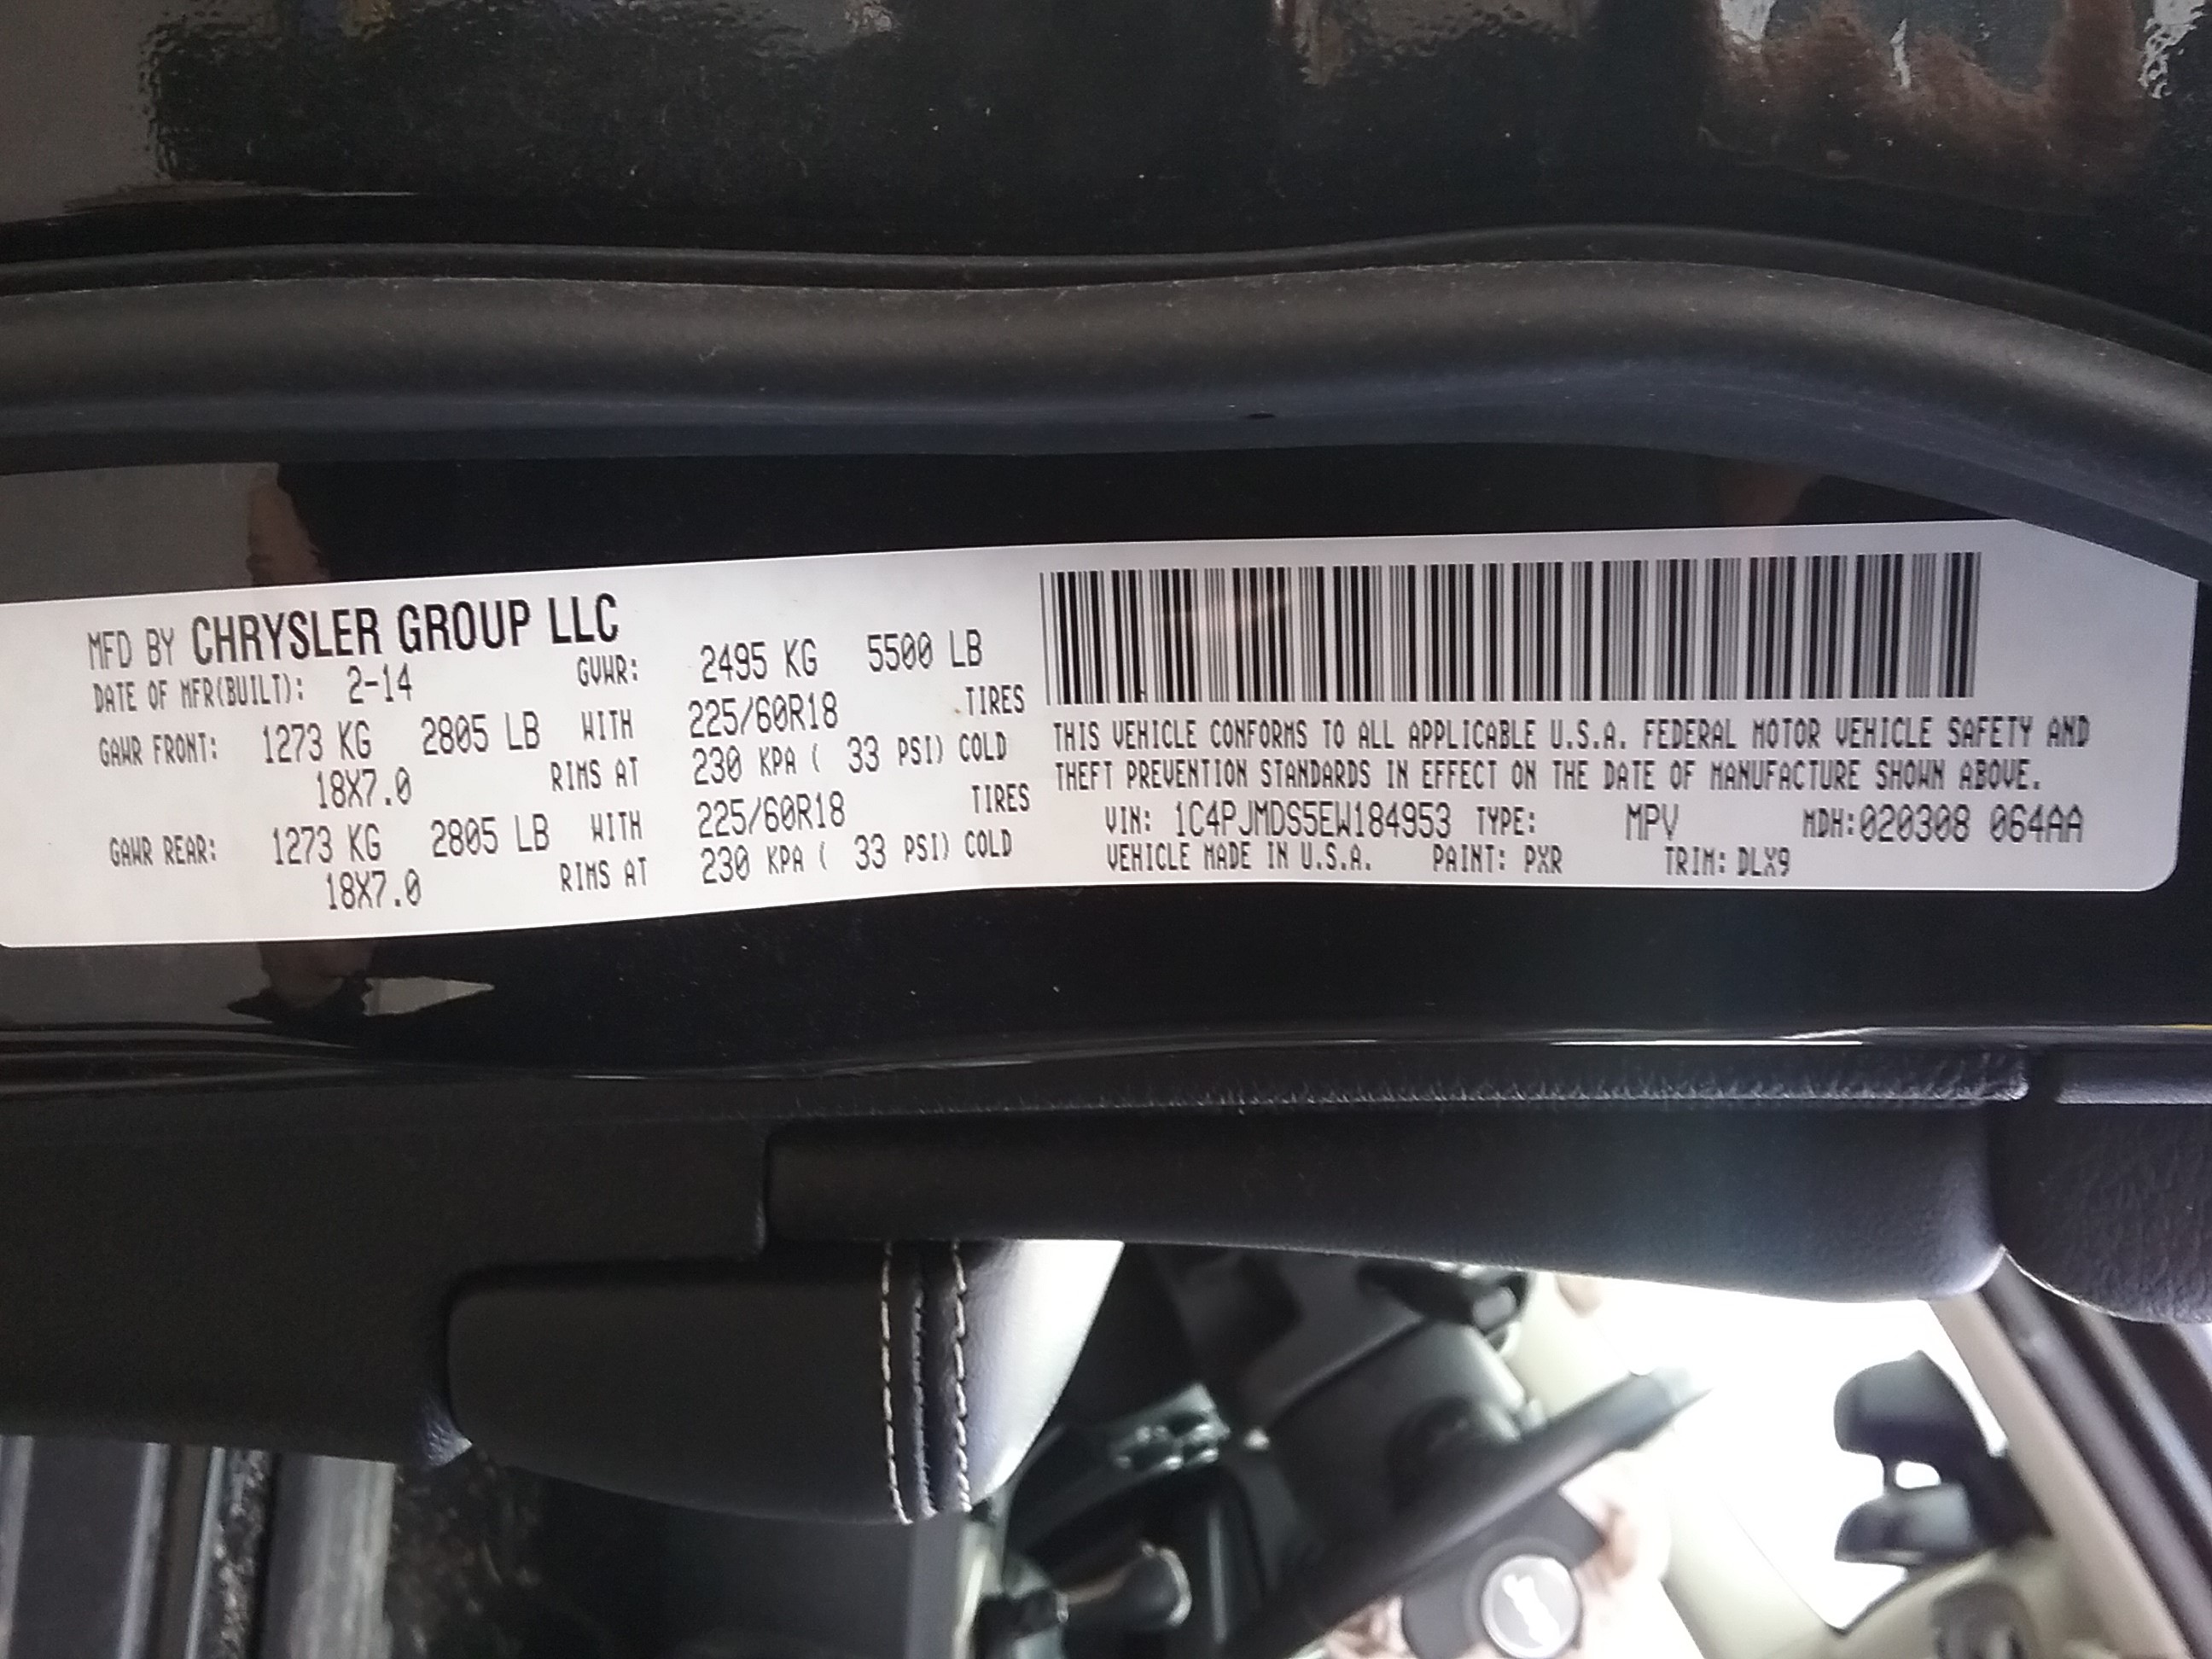 MFD BY CHRYSLER GROUP LLC
DATE OF MFR(BUILT): 2-14 GVWR: 2495 KG 5500 LB
GAWR FRONT: 1273 KG 2805 LB WITH 225/60R18 TIRES
18X7.0 RIMS AT 230 KPA ( 33 PSI) COLD
GAWR REAR: 1273 KG 2805 LB WITH 225/60R18 TIRES
18X7.0 RIMS AT 230 KPA ( 33 PSI) COLD
THIS VEHICLE CONFORMS TO ALL APPLICABLE U.S.A. FEDERAL MOTOR VEHICLE SAFETY AND
THEFT PREVENTION STANDARDS IN EFFECT ON THE DATE OF MANUFACTURE SHOWN ABOVE.
VIN: 1C4PJMDS5EW184953 TYPE: MPV MDH:020308 064AA
VEHICLE MADE IN U.S.A. PAINT: PXR TRIM: DLX9